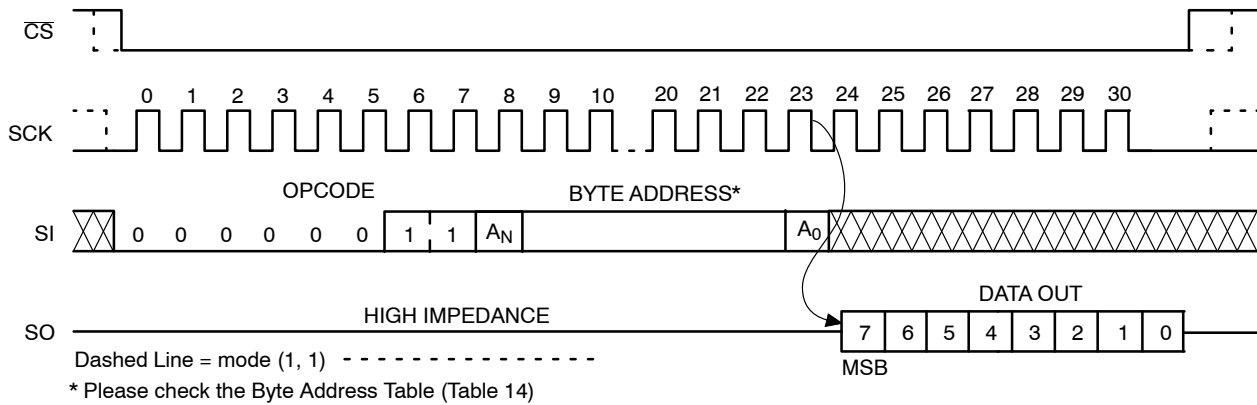 CS
0 1 2 3 4 5 6 7 8 9 10 20 21 22 23 24 25 26 27 28 29 30
SCK
OPCODE BYTE ADDRESS*
SI 0 0 0 0 0 0 1 1 AN A0
DATA OUT
HIGH IMPEDANCE
SO 7 6 5 4 3 2 1 0
Dashed Line = mode (1, 1) - - - - - - - - - - - - - - -
MSB
* Please check the Byte Address Table (Table 14)